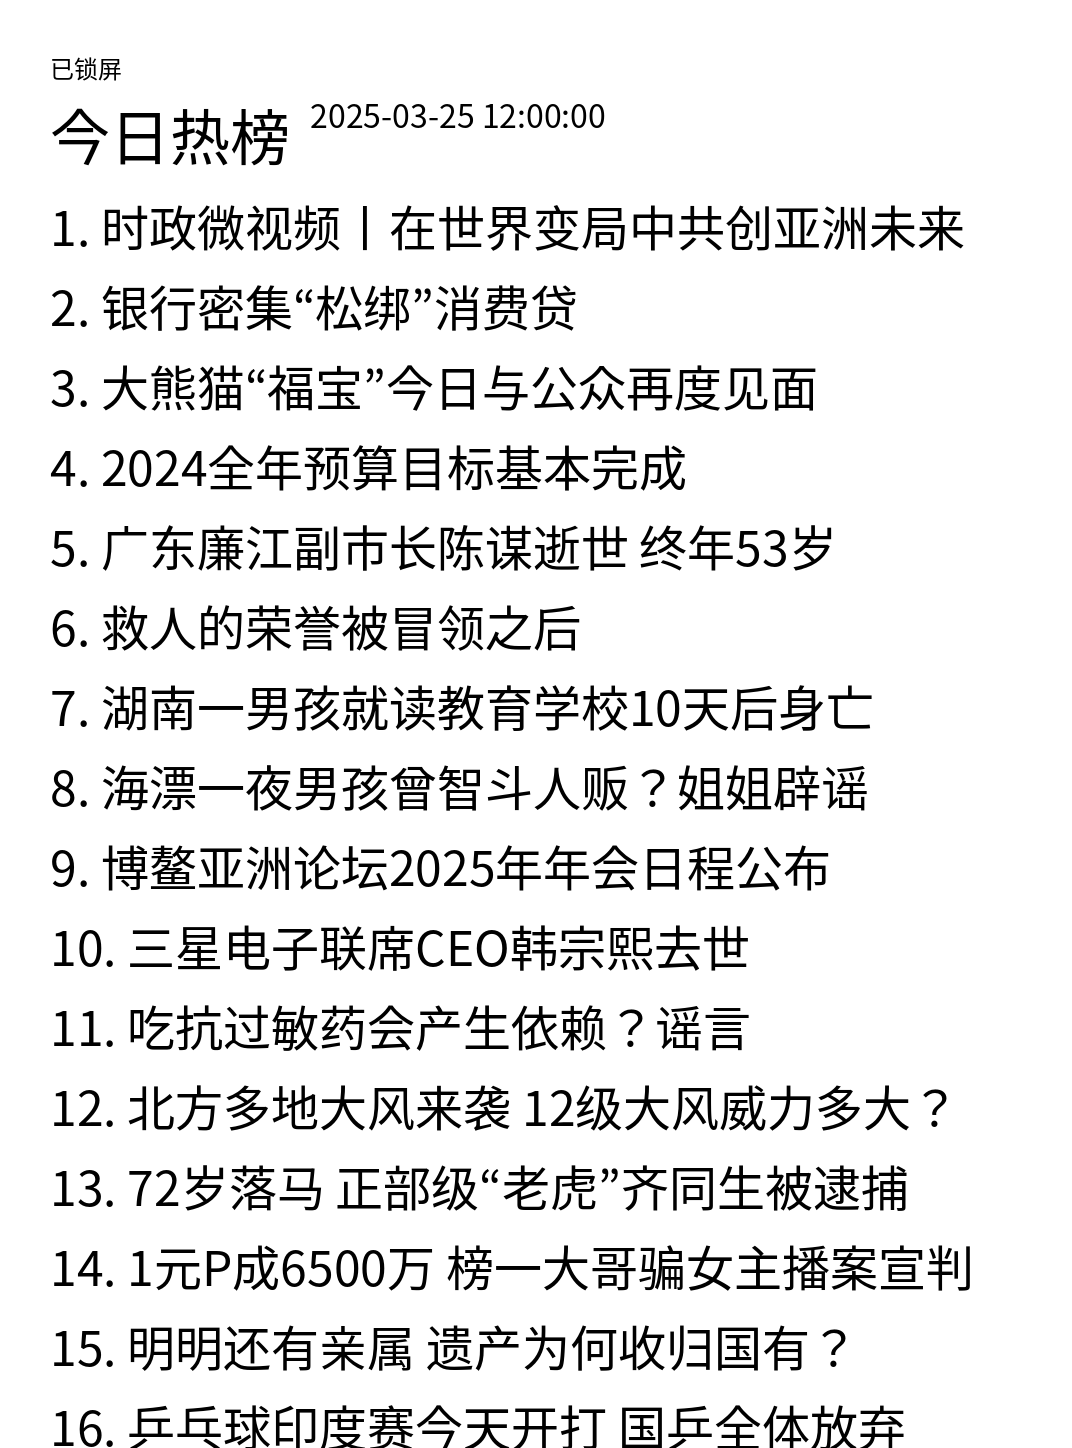 已锁屏
今日热榜 2025-03-25 12:00:00
1. 时政微视频丨在世界变局中共创亚洲未来
2. 银行密集“松绑”消费贷
3. 大熊猫“福宝”今日与公众再度见面
4. 2024全年预算目标基本完成
5. 广东廉江副市长陈谋逝世 终年53岁
6. 救人的荣誉被冒领之后
7. 湖南一男孩就读教育学校10天后身亡
8. 海漂一夜男孩曾智斗人贩？姐姐辟谣
9. 博鳌亚洲论坛2025年年会日程公布
10. 三星电子联席CEO韩宗熙去世
11. 吃抗过敏药会产生依赖？谣言
12. 北方多地大风来袭 12级大风威力多大？
13. 72岁落马 正部级“老虎”齐同生被逮捕
14. 1元P成6500万 榜一大哥骗女主播案宣判
15. 明明还有亲属 遗产为何收归国有？
16. 乒乓球印度赛今天开打 国乒全体放弃